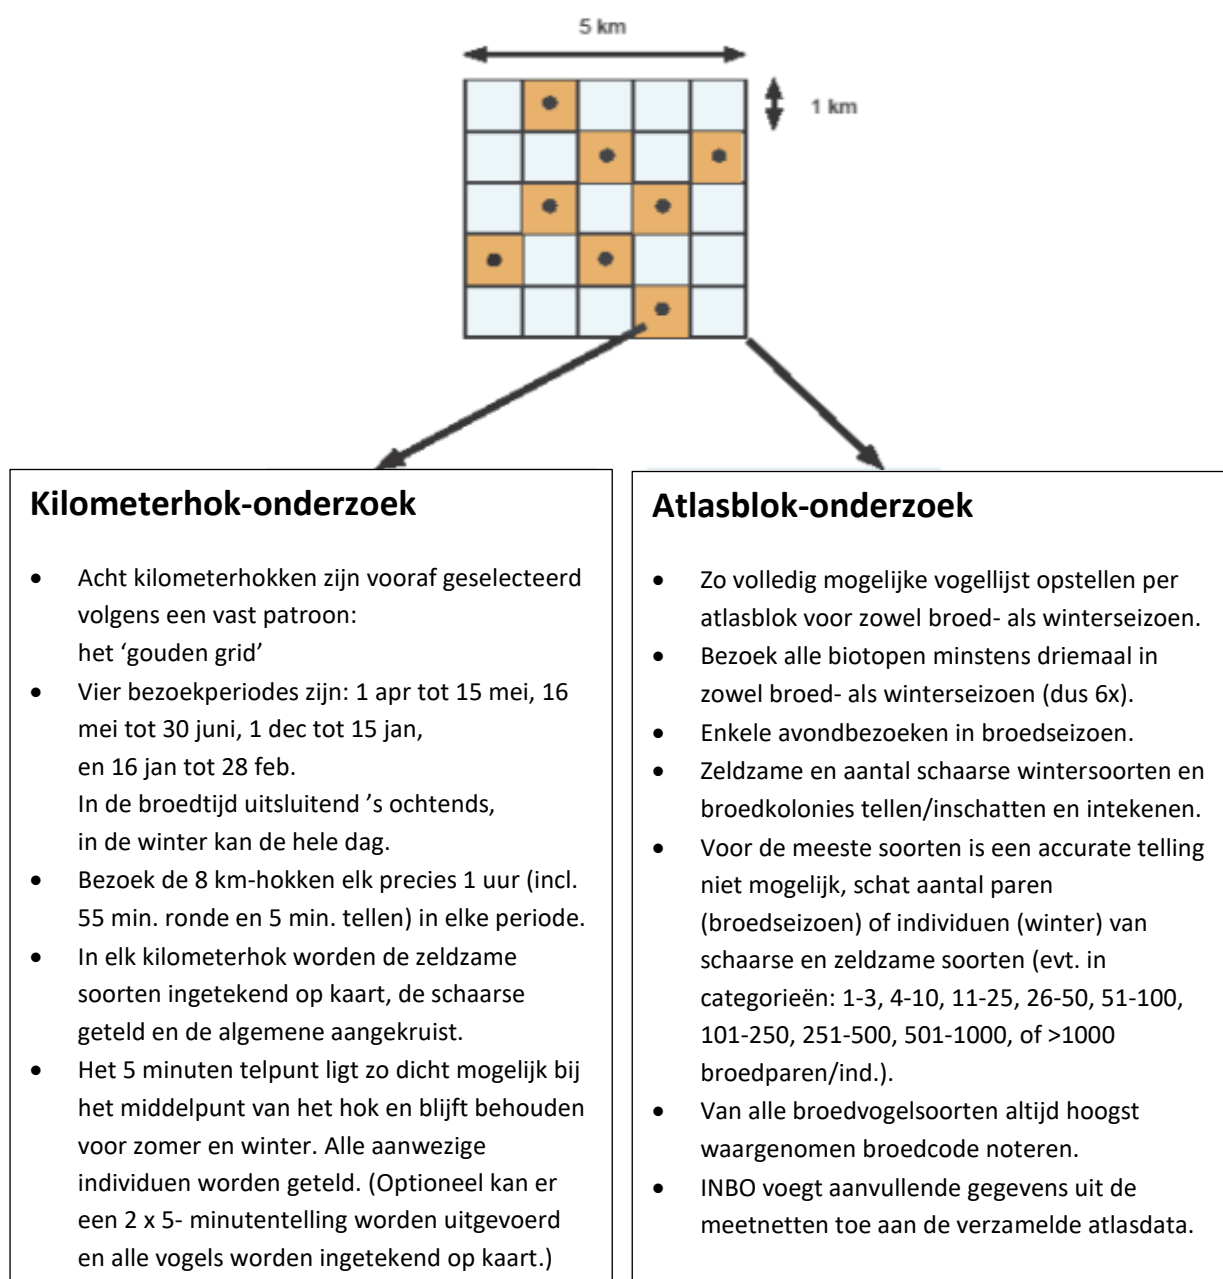 5 km
1 km
Kilometerhok-onderzoek
• Acht kilometerhokken zijn vooraf geselecteerd
volgens een vast patroon:
het ‘gouden grid’
• Vier bezoekperiodes zijn: 1 apr tot 15 mei, 16
mei tot 30 juni, 1 dec tot 15 jan,
en 16 jan tot 28 feb.
In de broedtijd uitsluitend ’s ochtends,
in de winter kan de hele dag.
• Bezoek de 8 km-hokken elk precies 1 uur (incl.
55 min. ronde en 5 min. tellen) in elke periode.
• In elk kilometerhok worden de zeldzame
soorten ingetekend op kaart, de schaarse
geteld en de algemene aangekruist.
• Het 5 minuten telpunt ligt zo dicht mogelijk bij
het middelpunt van het hok en blijft behouden
voor zomer en winter. Alle aanwezige
individuen worden geteld. (Optioneel kan er
een 2 x 5- minutentelling worden uitgevoerd
en alle vogels worden ingetekend op kaart.)
Atlasblok-onderzoek
• Zo volledig mogelijke vogellijst opstellen per
atlasblok voor zowel broed- als winterseizoen.
• Bezoek alle biotopen minstens driemaal in
zowel broed- als winterseizoen (dus 6x).
• Enkele avondbezoeken in broedseizoen.
• Zeldzame en aantal schaarse wintersoorten en
broedkolonies tellen/inschatten en intekenen.
• Voor de meeste soorten is een accurate telling
niet mogelijk, schat aantal paren
(broedseizoen) of individuen (winter) van
schaarse en zeldzame soorten (evt. in
categorieën: 1-3, 4-10, 11-25, 26-50, 51-100,
101-250, 251-500, 501-1000, of >1000
broedparen/ind.).
• Van alle broedvogelsoorten altijd hoogst
waargenomen broedcode noteren.
• INBO voegt aanvullende gegevens uit de
meetnetten toe aan de verzamelde atlasdata.